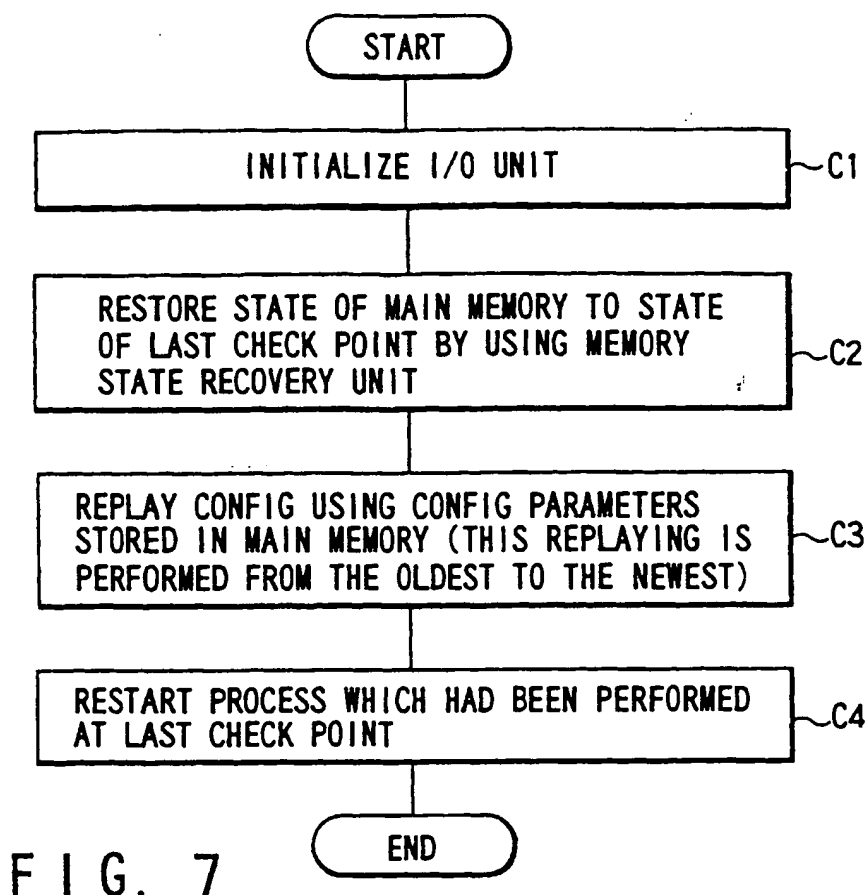 START
INITIALIZE I/O UNIT
C1
RESTORE STATE OF MAIN MEMORY TO STATE
OF LAST CHECK POINT BY USING MEMORY
STATE RECOVERY UNIT
C2
REPLAY CONFIG USING CONFIG PARAMETERS
STORED IN MAIN MEMORY (THIS REPLAYING IS
PERFORMED FROM THE OLDEST TO THE NEWEST)
C3
RESTART PROCESS WHICH HAD BEEN PERFORMED
AT LAST CHECK POINT
C4
END
FIG. 7